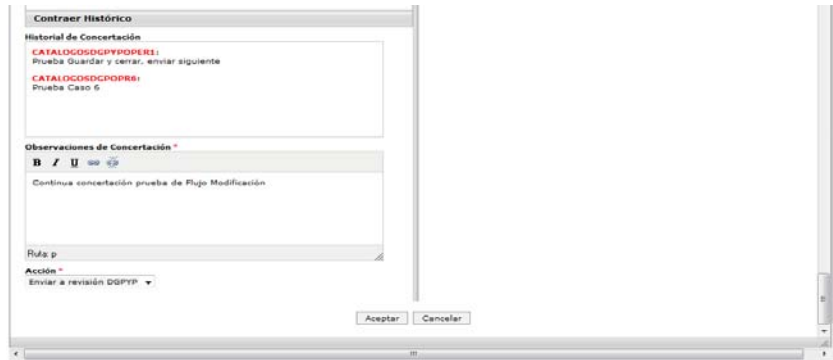 Contraer Histórico
Historial de Concertación
CATALOGOSDGPYPOPER1:
Prueba Guardar y cerrar, enviar siguiente
CATALOGOSDGPOPR6:
Prueba Caso 6
Observaciones de Concertación *
B I U
Continua concertación prueba de Flujo Modificación
Ruta: p
Acción *
Enviar a revisión DGPYP
Aceptar Cancelar